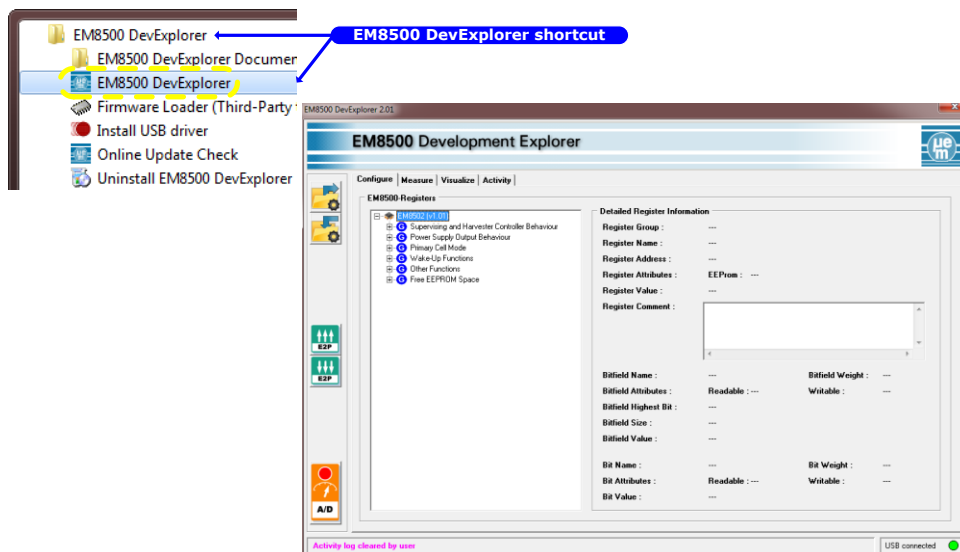 EM8500 DevExplorer
EM8500 DevExplorer shortcut
EM8500 DevExplorer Documen
EM8500 DevExplorer
Firmware Loader (Third-Party
Install USB driver
Online Update Check
Uninstall EM8500 DevExplorer
EM8500 DevExplorer 2.01
EM8500 Development Explorer
μe
m
Configure Measure Visualize Activity
EM8500-Registers
EM8502 (v1.01)
Supervising and Harvester Controller Behaviour
Power Supply Output Behaviour
Primary Cell Mode
Wake-Up Functions
Other Functions
Free EEPROM Space
Detailed Register Information
Register Group : ---
Register Name : ---
Register Address : ---
Register Attributes : EEProm : ---
Register Value : ---
Register Comment :
Bitfield Name : --- Bitfield Weight : ---
Bitfield Attributes : Readable : --- Writable : ---
Bitfield Highest Bit : ---
Bitfield Size : ---
Bitfield Value : ---
Bit Name : --- Bit Weight : ---
Bit Attributes : Readable : --- Writable : ---
Bit Value : ---
E2P
E2P
A/D
Activity log cleared by user
USB connected